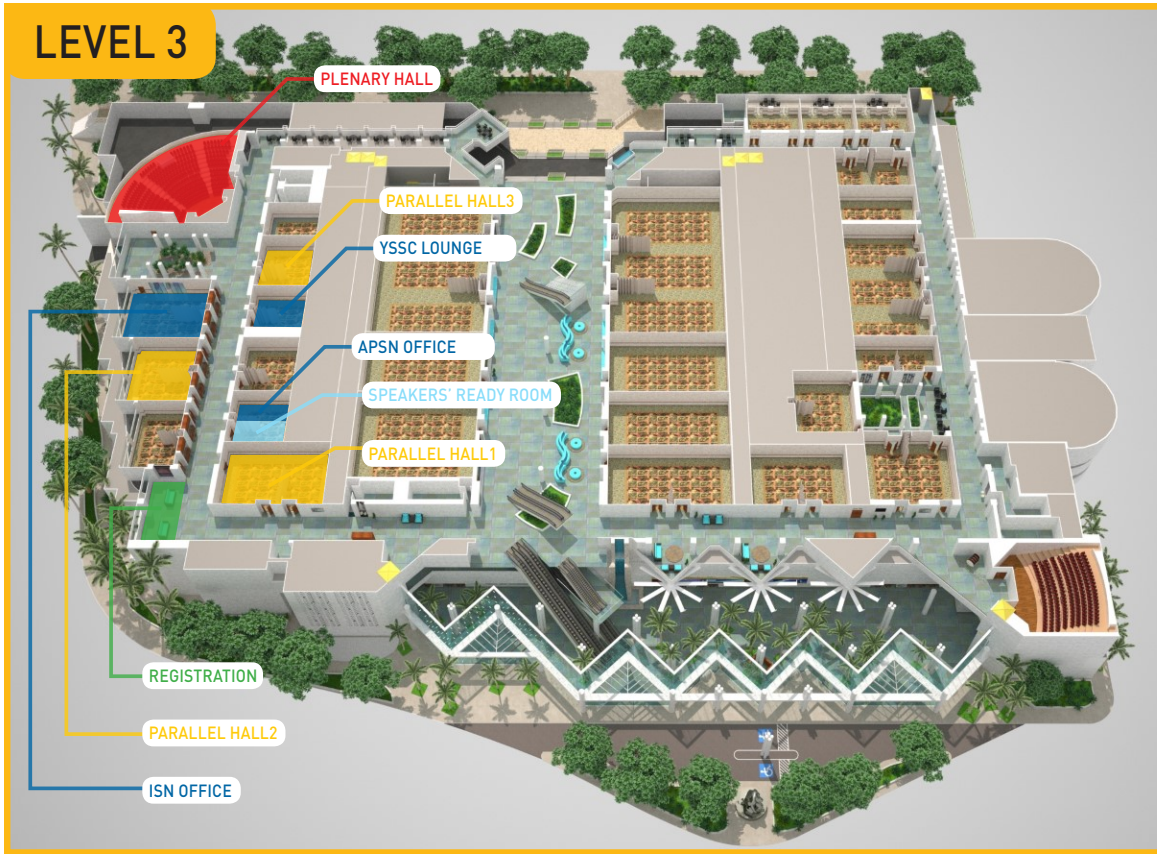 LEVEL 3
PLENARY HALL
PARALLEL HALL3
YSSC LOUNGE
APSN OFFICE
SPEAKERS' READY ROOM
PARALLEL HALL1
REGISTRATION
PARALLEL HALL2
ISN OFFICE